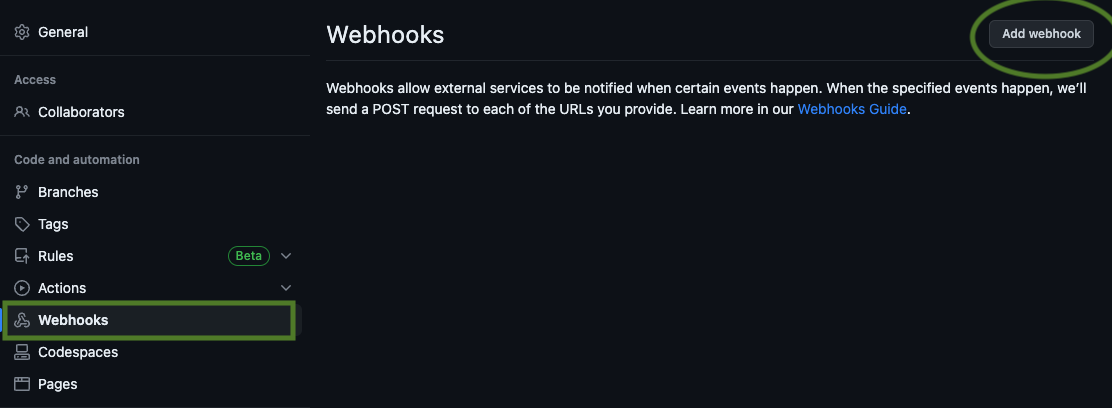 General
Access
Collaborators
Code and automation
Branches
Tags
Rules Beta
Actions
Webhooks
Codespaces
Pages
Webhooks
Add webhook
Webhooks allow external services to be notified when certain events happen. When the specified events happen, we’ll
send a POST request to each of the URLs you provide. Learn more in our Webhooks Guide.